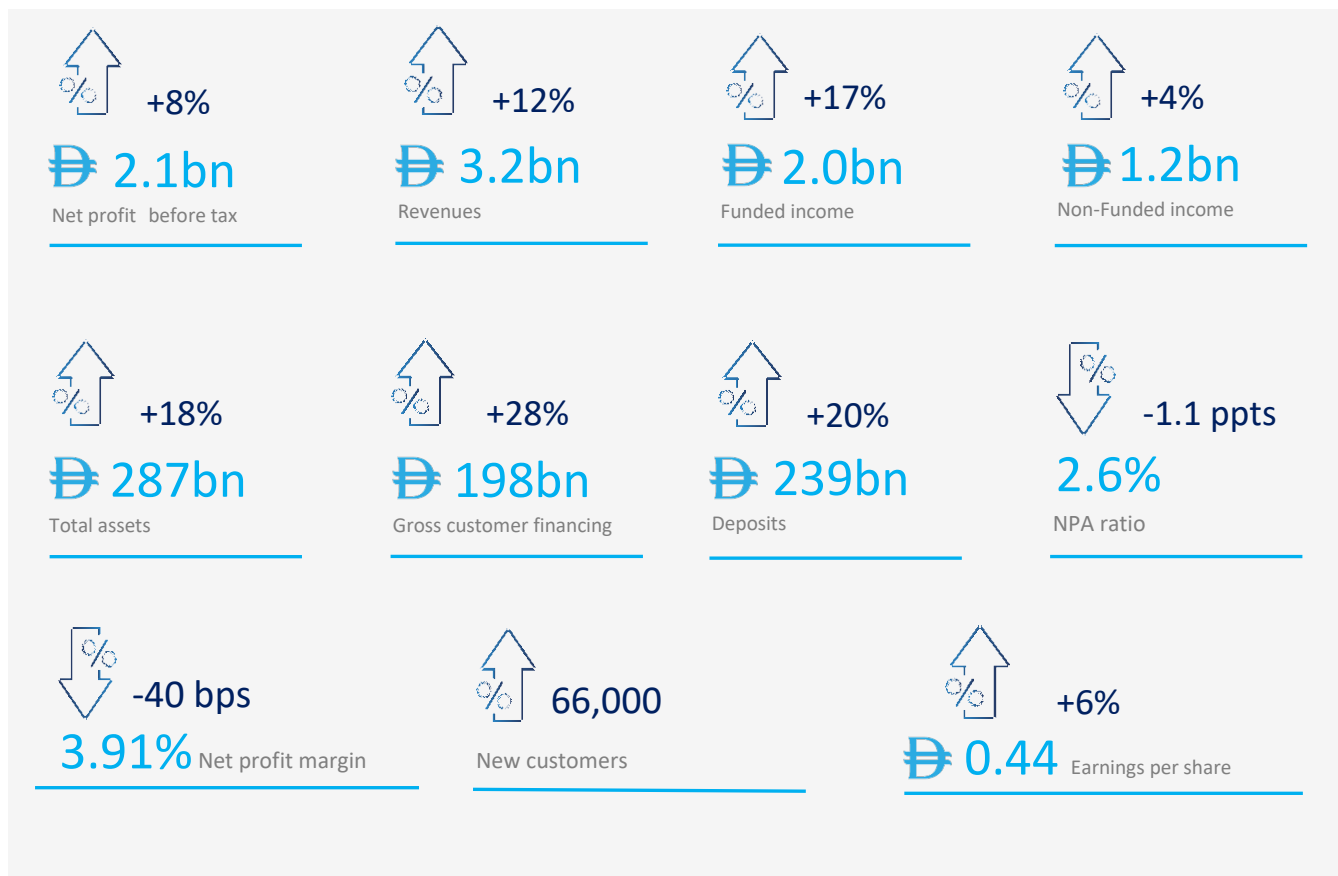 +8%
+12%
+17%
+4%
2.1bn
3.2bn
2.0bn
1.2bn
Net profit before tax
Revenues
Funded income
Non-Funded income
+18%
+28%
+20%
-1.1 ppts
287bn
198bn
239bn
2.6%
Total assets
Gross customer financing
Deposits
NPA ratio
-40 bps
66,000
+6%
3.91% Net profit margin
New customers
0.44 Earnings per share